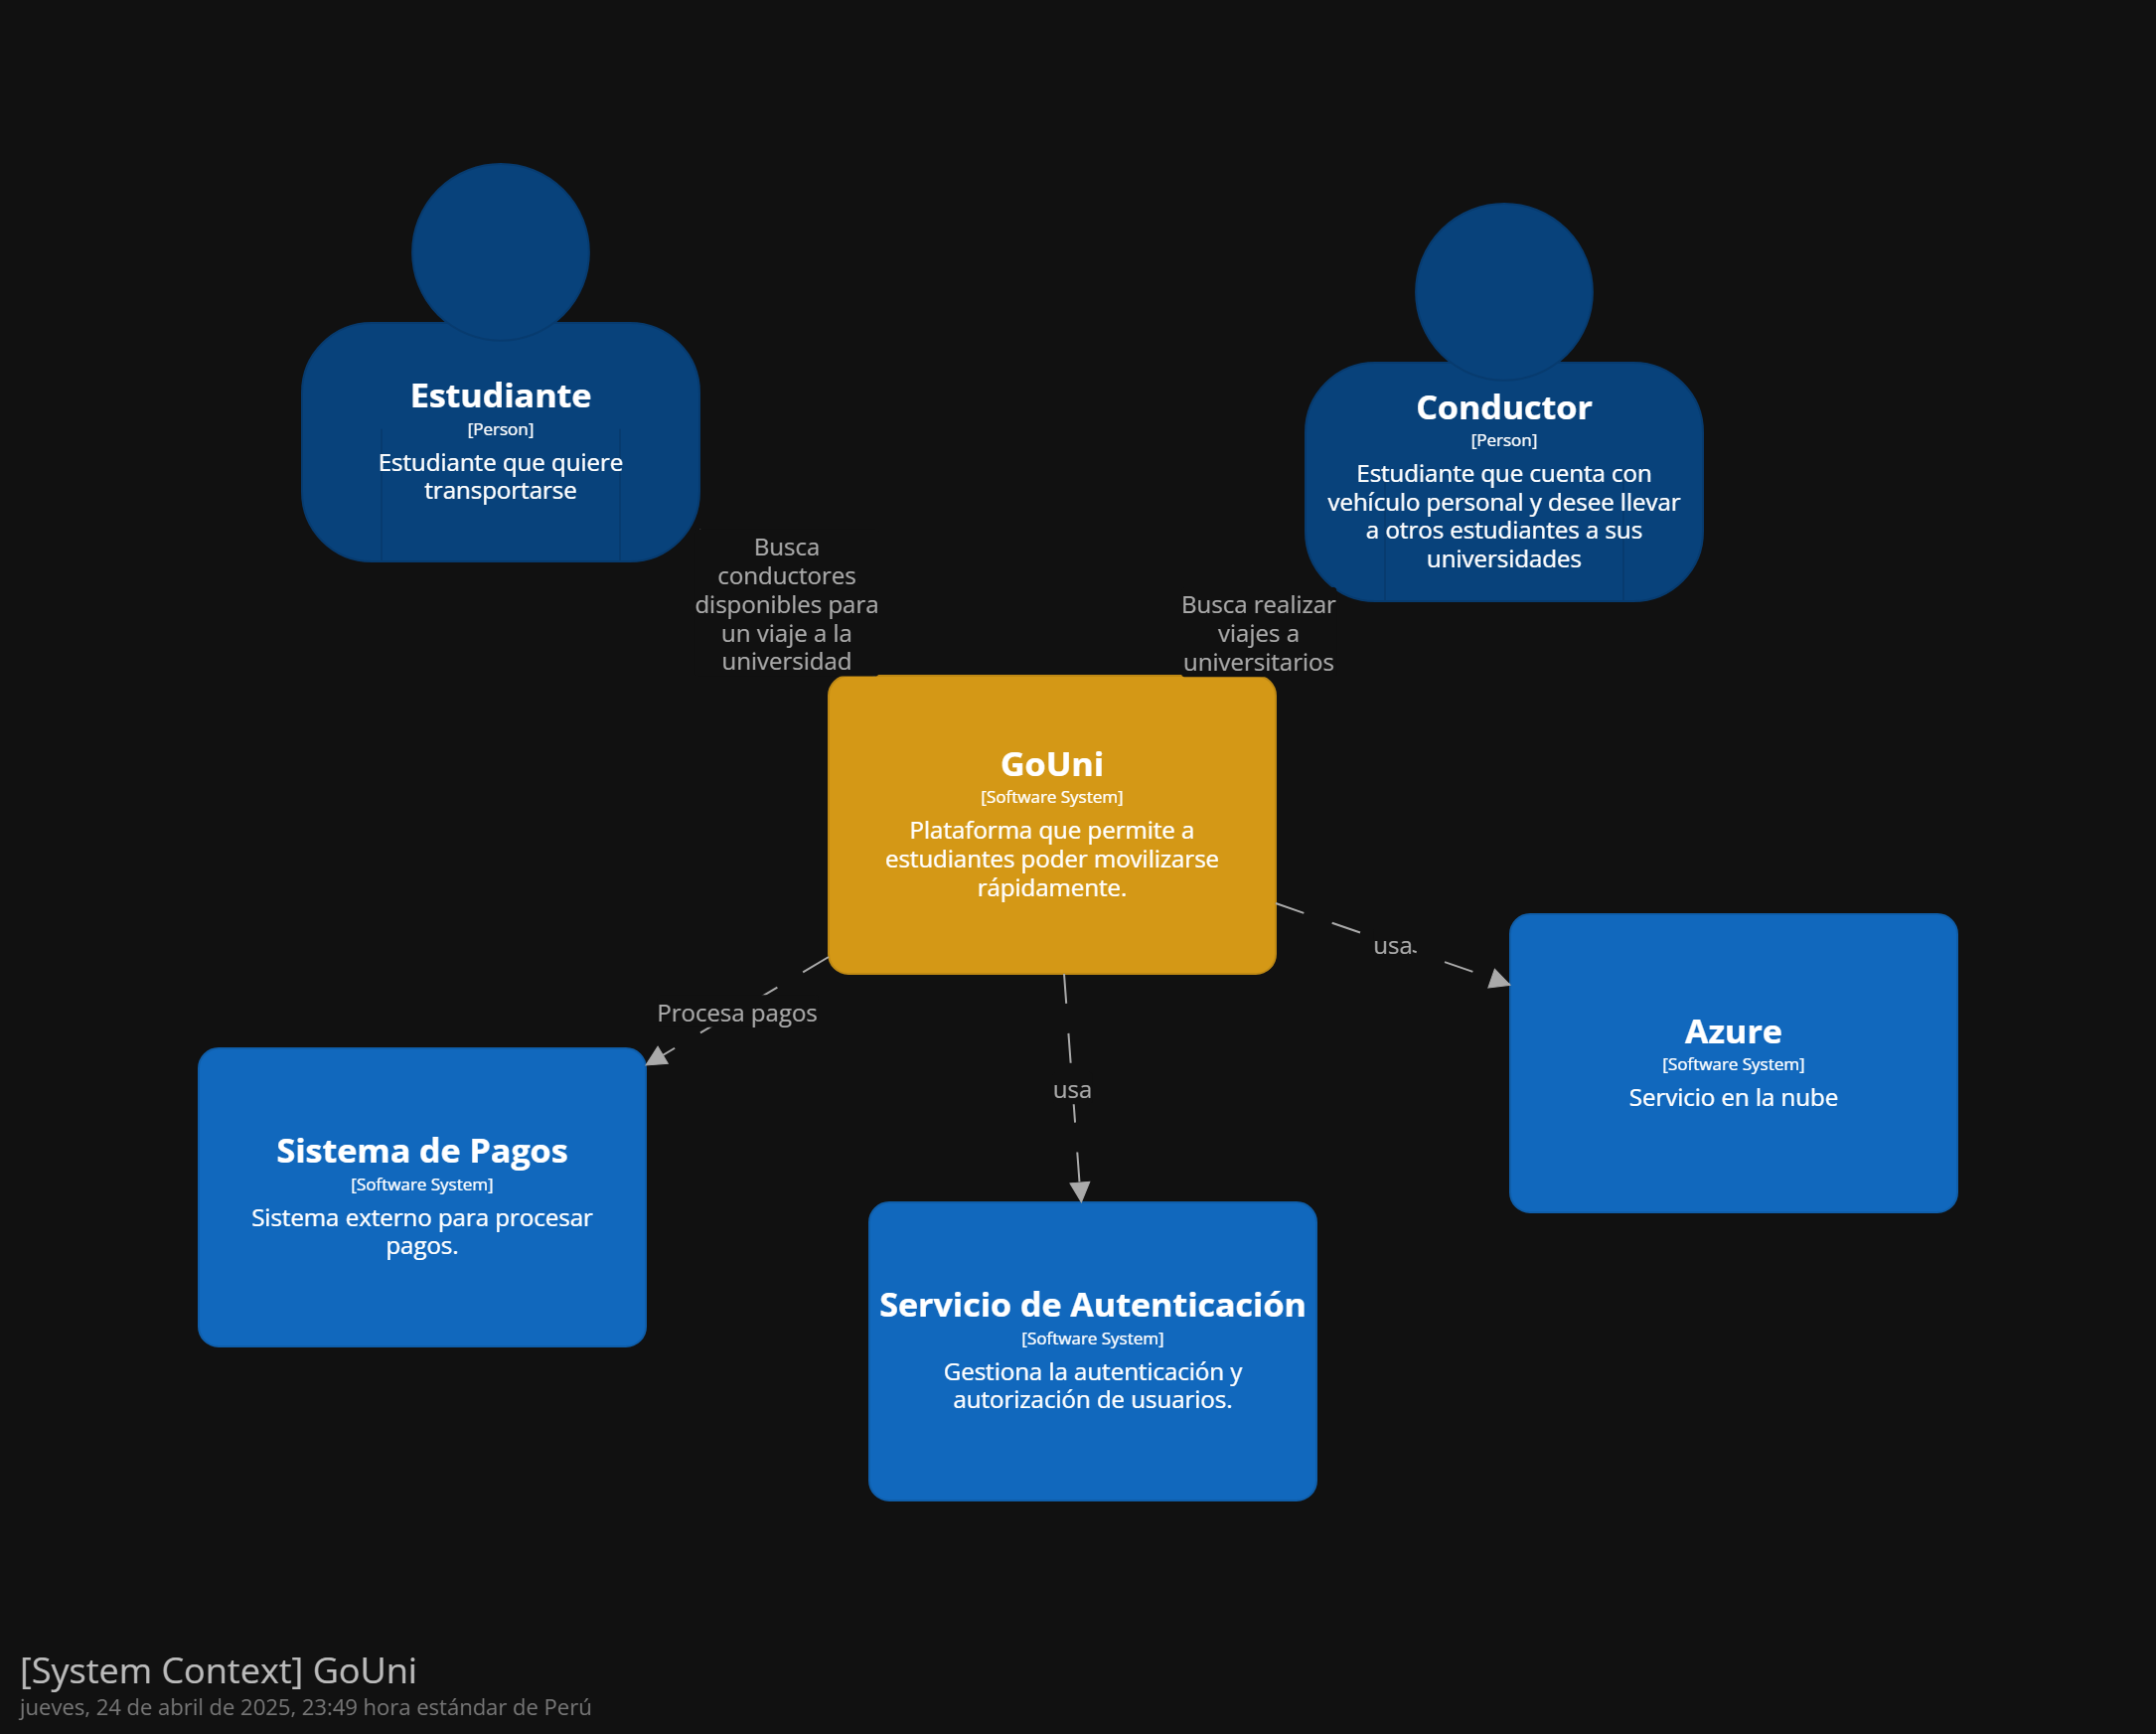 Estudiante
[Person]
Estudiante que quiere
transportarse
Conductor
[Person]
Estudiante que cuenta con
vehículo personal y desee llevar
a otros estudiantes a sus
universidades
Busca
conductores
disponibles para
un viaje a la
universidad
Busca realizar
viajes a
universitarios
GoUni
[Software System]
Plataforma que permite a
estudiantes poder movilizarse
rápidamente.
Procesa pagos
usa
usa
Sistema de Pagos
[Software System]
Sistema externo para procesar
pagos.
Servicio de Autenticación
[Software System]
Gestiona la autenticación y
autorización de usuarios.
Azure
[Software System]
Servicio en la nube
[System Context] GoUni
jueves, 24 de abril de 2025, 23:49 hora estándar de Perú